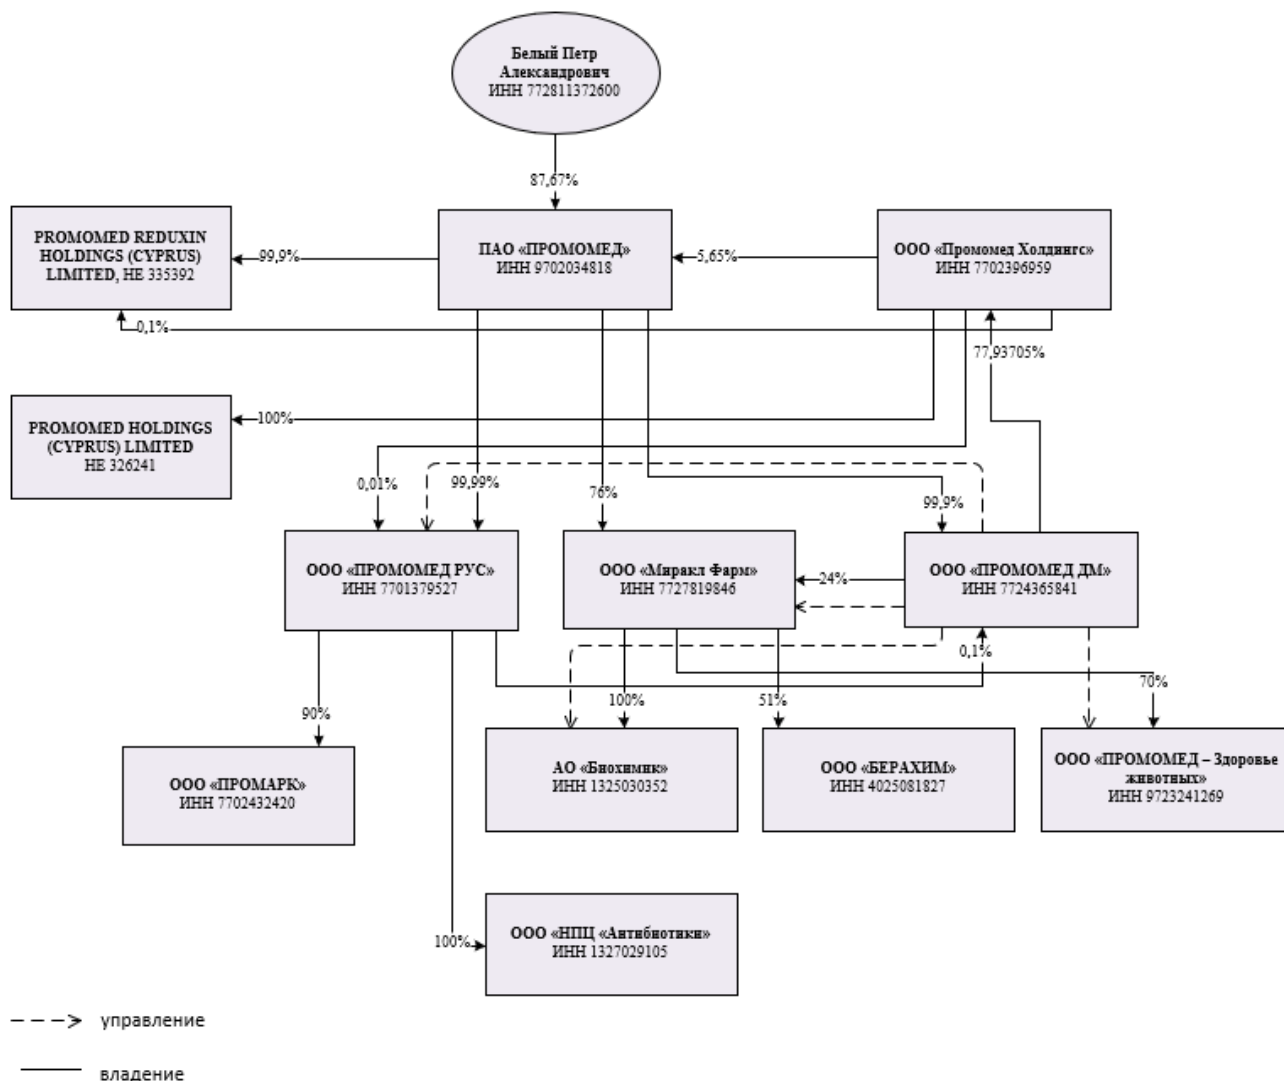 Белый Петр
Александрович
ИНН 772811372600
87,67%
PROMOMED REDUXIN
HOLDINGS (CYPRUS)
LIMITED, HE 335392
99,9%
ПАО «ПРОМОМЕД»
ИНН 9702034818
5,65%
ООО «Промомед Холдингс»
ИНН 7702396959
0,1%
77,93705%
PROMOMED HOLDINGS
(CYPRUS) LIMITED
HE 326241
100%
0,01%
99,99%
76%
99,9%
ООО «ПРОМОМЕД РУС»
ИНН 7701379527
ООО «Миракл Фарм»
ИНН 7727819846
24%
ООО «ПРОМОМЕД ДМ»
ИНН 7724365841
0,1%
90%
100%
51%
70%
ООО «ПРОМАРК»
ИНН 7702432420
АО «Биохимик»
ИНН 1325030352
ООО «БЕРАХИМ»
ИНН 4025081827
ООО «ПРОМОМЕД – Здоровье
животных»
ИНН 9723241269
100%
ООО «НПЦ «Антибиотики»
ИНН 1327029105
управление
владение